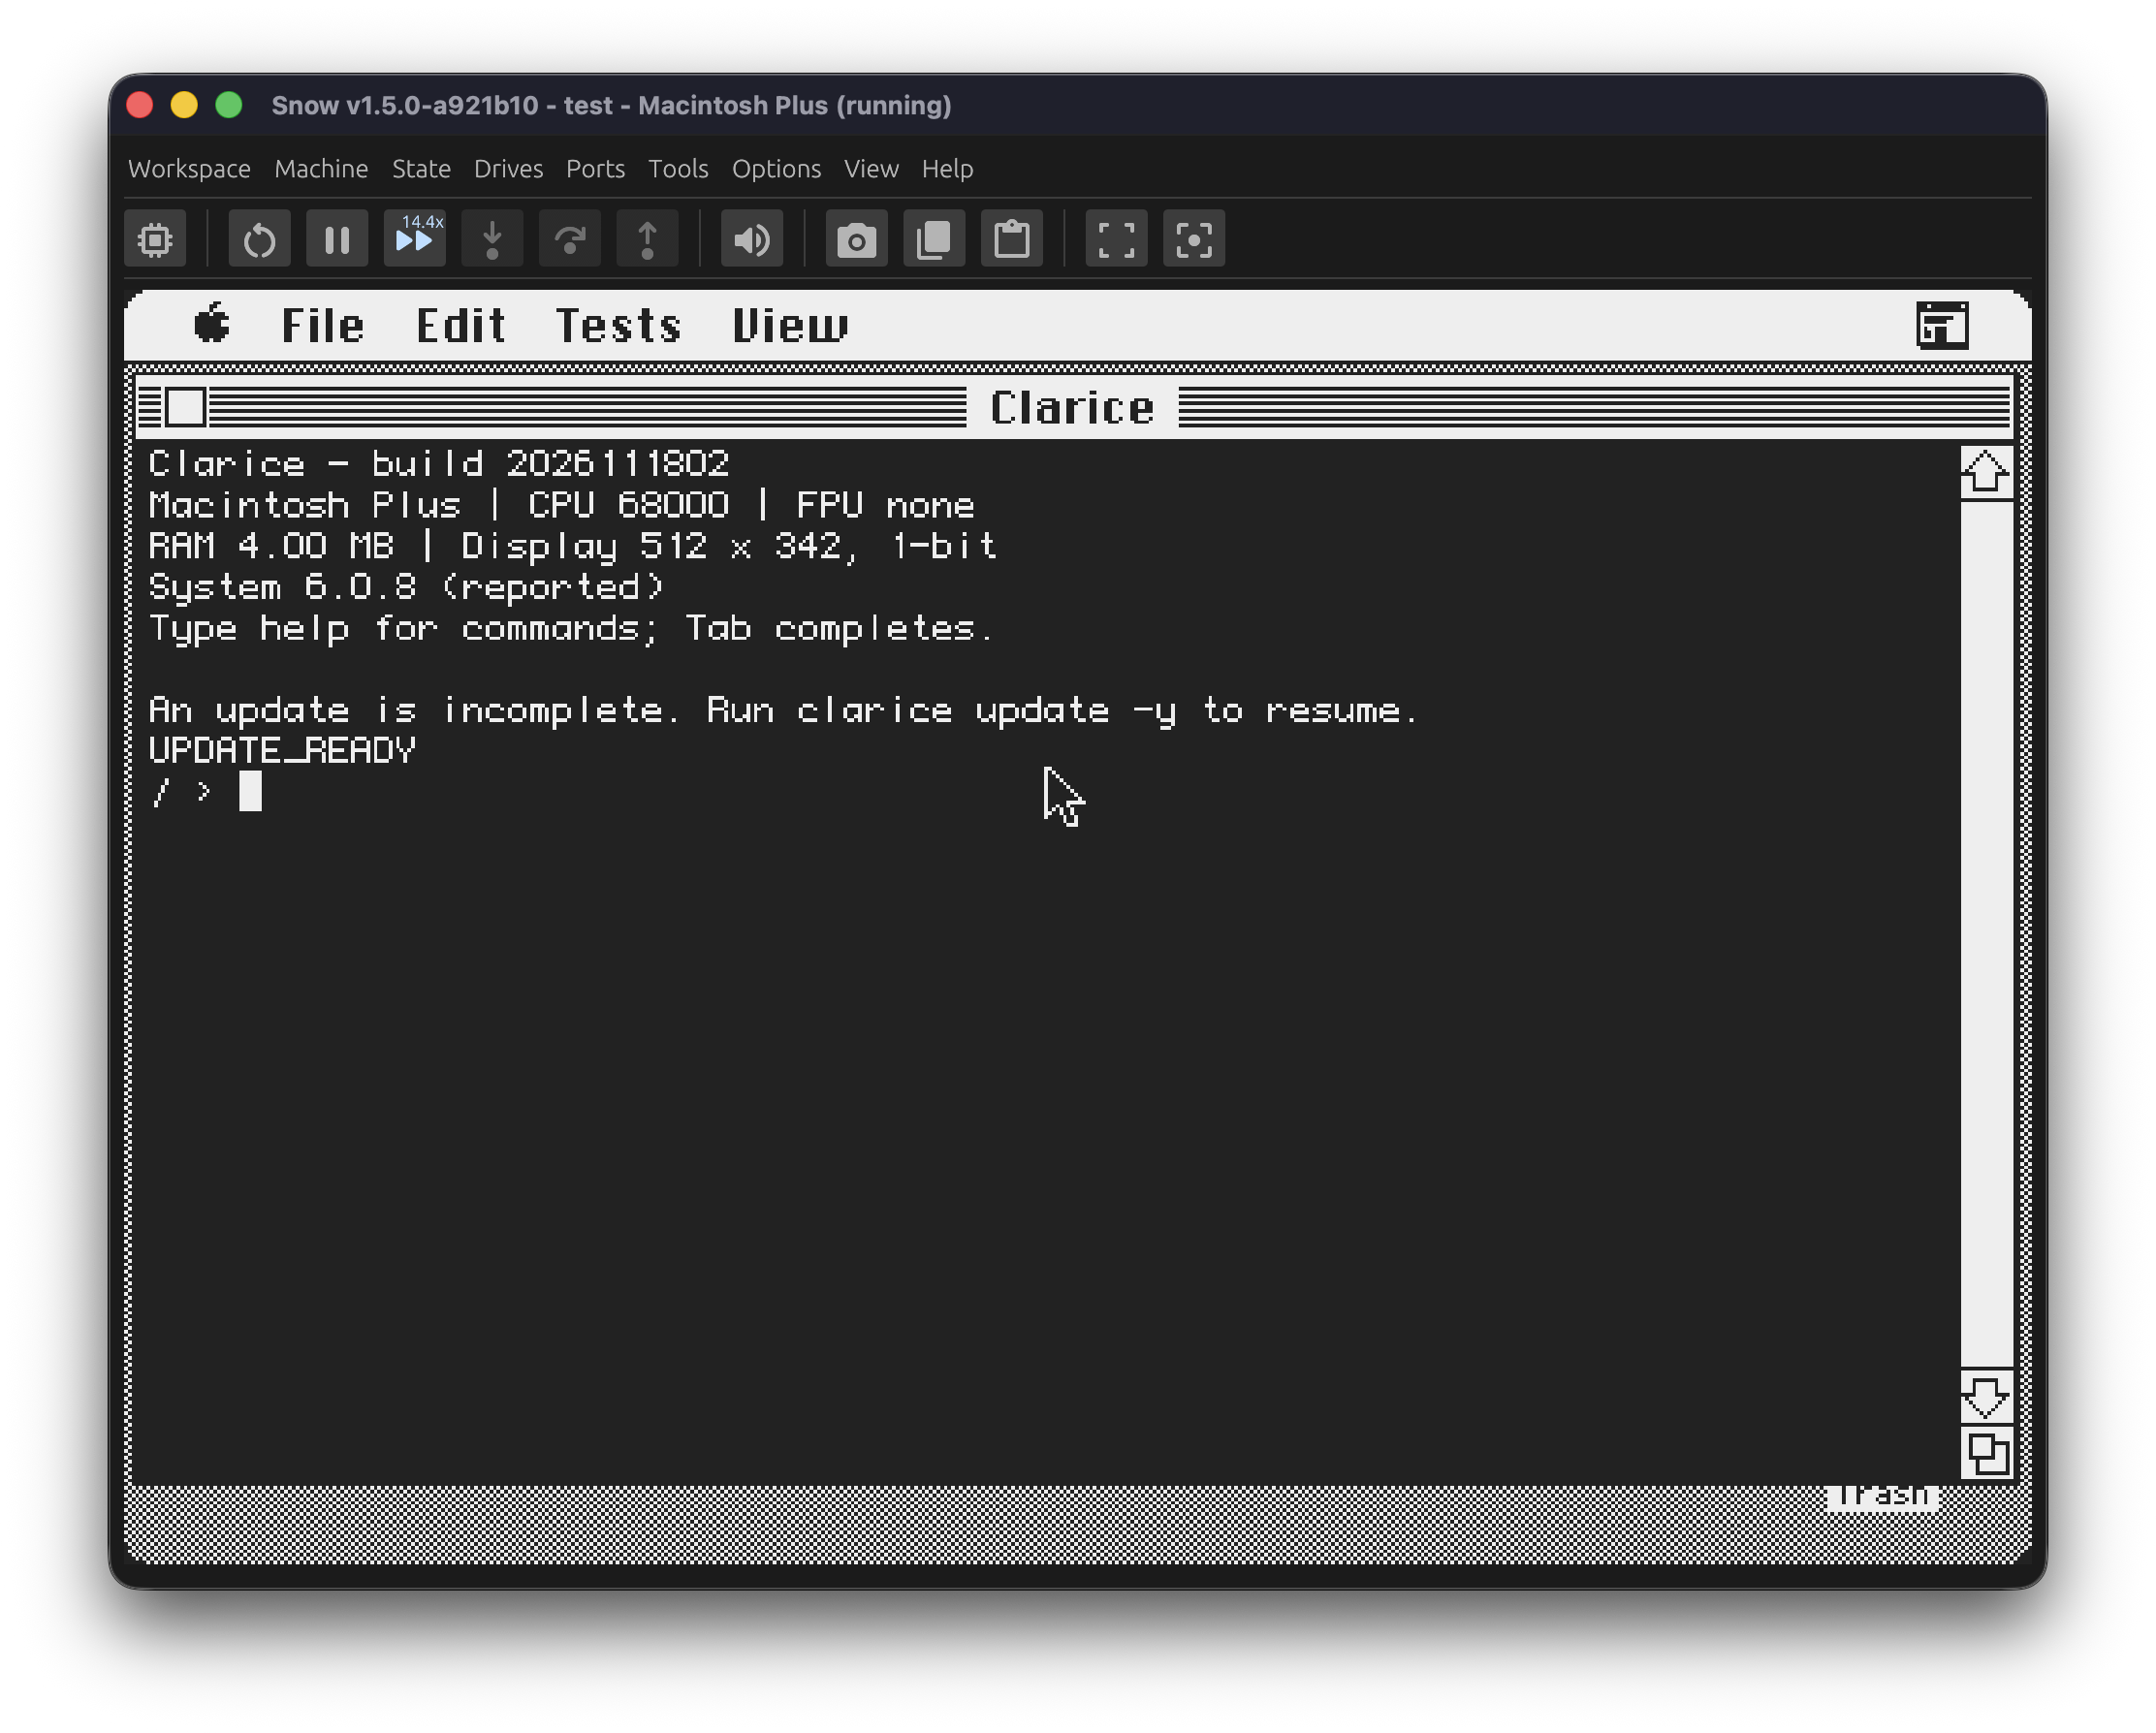 Snow v1.5.0-a921b10 - test - Macintosh Plus (running)
Workspace Machine State Drives Ports Tools Options View Help
14.4x
File Edit Tests View
Clarice
Clarice - build 2026111802
Macintosh Plus | CPU 68000 | FPU none
RAM 4.00 MB | Display 512 x 342, 1-bit
System 6.0.8 (reported)
Type help for commands; Tab completes.
An update is incomplete. Run clarice update -y to resume.
UPDATE_READY
/ >
Trash